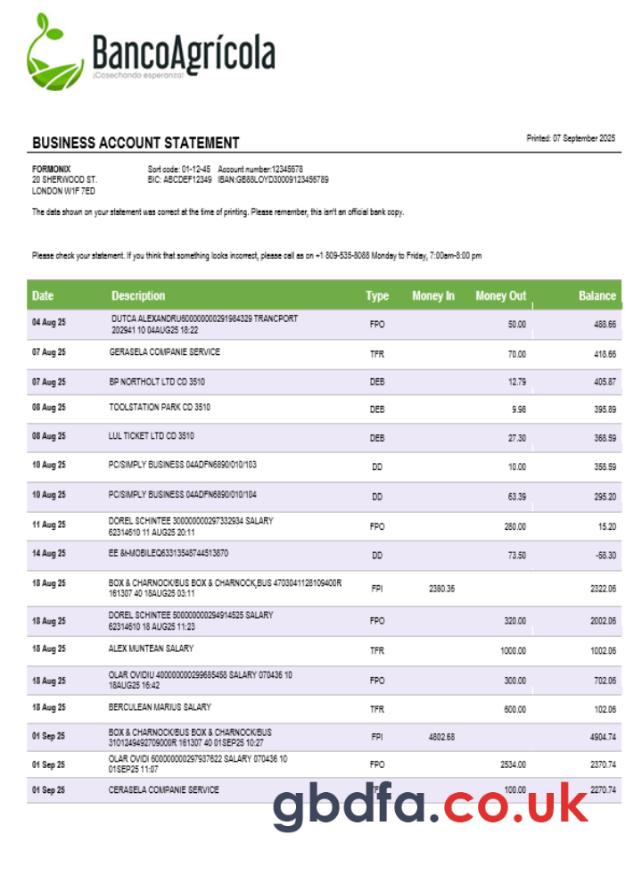 BancoAgrícola
¡Cosechando esperanza!
BUSINESS ACCOUNT STATEMENT
Printed: 07 September 2025
FORMONIX
20 SHERWOOD ST.
LONDON W1F 7ED
Sort code: 01-12-45 Account number:12345678
BIC: ABCDEF12349 IBAN:GB88LOYD30009123456789
The data shown on your statement was correct at the time of printing. Please remember, this isn't an official bank copy.
Please check your statement. If you think that something looks incorrect, please call as on +1 809-535-8088 Monday to Friday, 7:00am-8:00 pm
Date Description Type Money In Money Out Balance
04 Aug 25 DUTCA ALEXANDRU600000000291984329 TRANCPORT FPO 50.00 488.66
202941 10 04AUG25 18:22
07 Aug 25 GERASELA COMPANIE SERVICE TFR 70.00 418.66
07 Aug 25 BP NORTHOLT LTD CD 3510 DEB 12.79 405.87
08 Aug 25 TOOLSTATION PARK CD 3510 DEB 9.98 395.89
08 Aug 25 LUL TICKET LTD CD 3510 DEB 27.30 368.59
10 Aug 25 PC/SIMPLY BUSINESS 04ADFN6890/010/103 DD 10.00 358.59
10 Aug 25 PC/SIMPLY BUSINESS 04ADFN6890/010/104 DD 63.39 295.20
11 Aug 25 DOREL SCHINTEE 300000000297332934 SALARY FPO 280.00 15.20
62314610 11 AUG25 20:11
14 Aug 25 EE &MOBILEQ63313548744513870 DD 73.50 -58.30
18 Aug 25 BOX & CHARNOCK/BUS BOX & CHARNOCK,BUS 4703041128109400R FPI 2380.36 2322.06
161307 40 18AUG25 03:11
18 Aug 25 DOREL SCHINTEE 500000000294914525 SALARY FPO 320.00 2002.06
62314610 18 AUG25 11:23
18 Aug 25 ALEX MUNTEAN SALARY TFR 1000.00 1002.06
18 Aug 25 OLAR OVIDIU 400000000299685458 SALARY 070436 10 FPO 300.00 702.06
18AUG25 16:42
18 Aug 25 BERCULEAN MARIUS SALARY TFR 600.00 102.06
01 Sep 25 BOX & CHARNOCK/BUS BOX & CHARNOCK/BUS FPI 4802.68 4904.74
3101249492709000R 161307 40 01SEP25 10:27
01 Sep 25 OLAR OVIDI 600000000297937622 SALARY 070436 10 FPO 2534.00 2370.74
01SEP25 11:07
01 Sep 25 CERASELA COMPANIE SERVICE 100.00 2270.74
gbdfa.co.uk